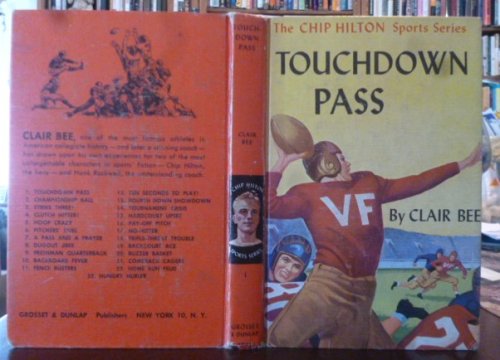 CLAIR BEE, one of the most famous athletes in
American collegiate history — and later a winning coach —
has drawn upon his own experiences for two of the most
unforgettable characters in sports fiction — Chip Hilton,
the hero — and Hank Rockwell, the understanding coach.
1. TOUCHDOWN PASS 12. TEN SECONDS TO PLAY!
2. CHAMPIONSHIP BALL 13. FOURTH DOWN SHOWDOWN
3. STRIKE THREE! 14. TOURNAMENT CRISIS
4. CLUTCH HITTER! 15. HARDCOURT UPSET
5. HOOP CRAZY 16. PAY-OFF PITCH
6. PITCHERS' DUEL 17. NO-HITTER
7. A PASS AND A PRAYER 18. TRIPLE-THREAT TROUBLE
8. DUGOUT JINX 19. BACKCOURT ACE
9. FRESHMAN QUARTERBACK 20. BUZZER BASKET
10. BACKBOARD FEVER 21. COMEBACK CAGERS
11. FENCE BUSTERS 22. HOME RUN FEUD
23. HUNGRY HURLER
GROSSET & DUNLAP Publishers NEW YORK 10, N. Y.
TOUCH-
DOWN
PASS
CLAIR
BEE
CHIP HILTON
SPORTS SERIES
1
GROSSET
& DUNLAP
The CHIP HILTON Sports Series
TOUCHDOWN
PASS
VF
By CLAIR BEE